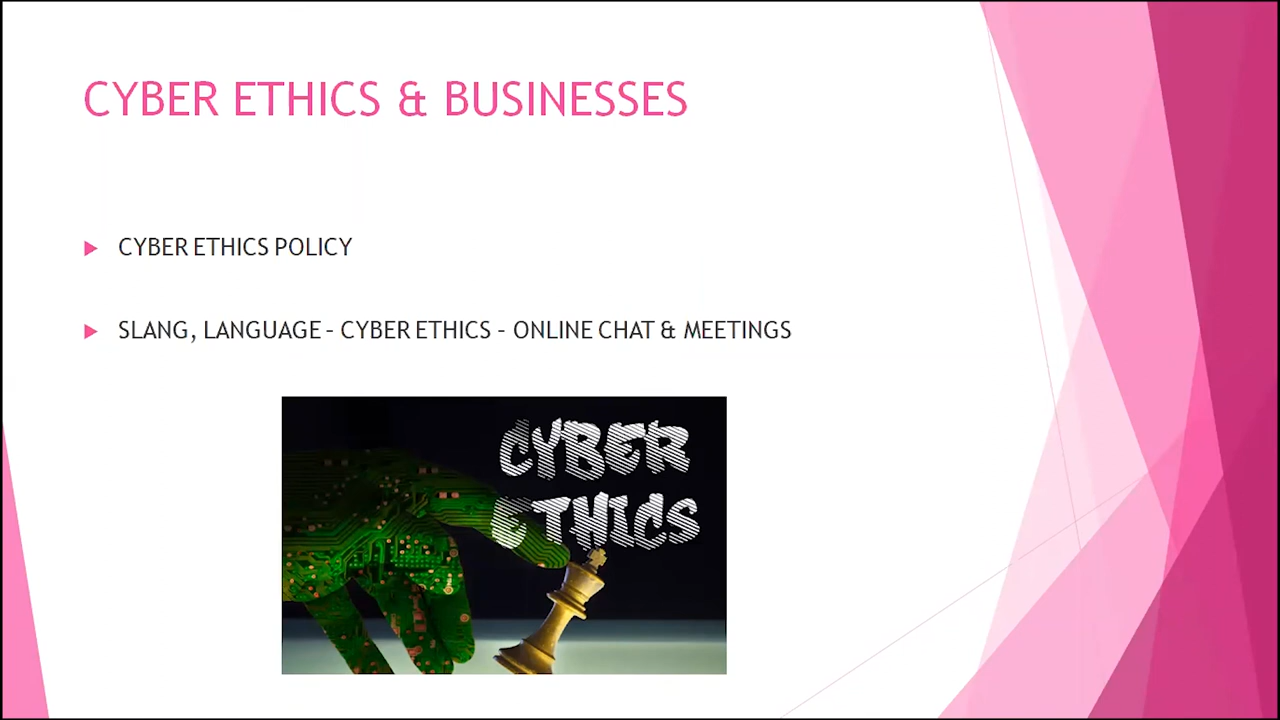 CYBER ETHICS & BUSINESSES
CYBER ETHICS POLICY
SLANG, LANGUAGE – CYBER ETHICS – ONLINE CHAT & MEETINGS
CYBER
ETHICS